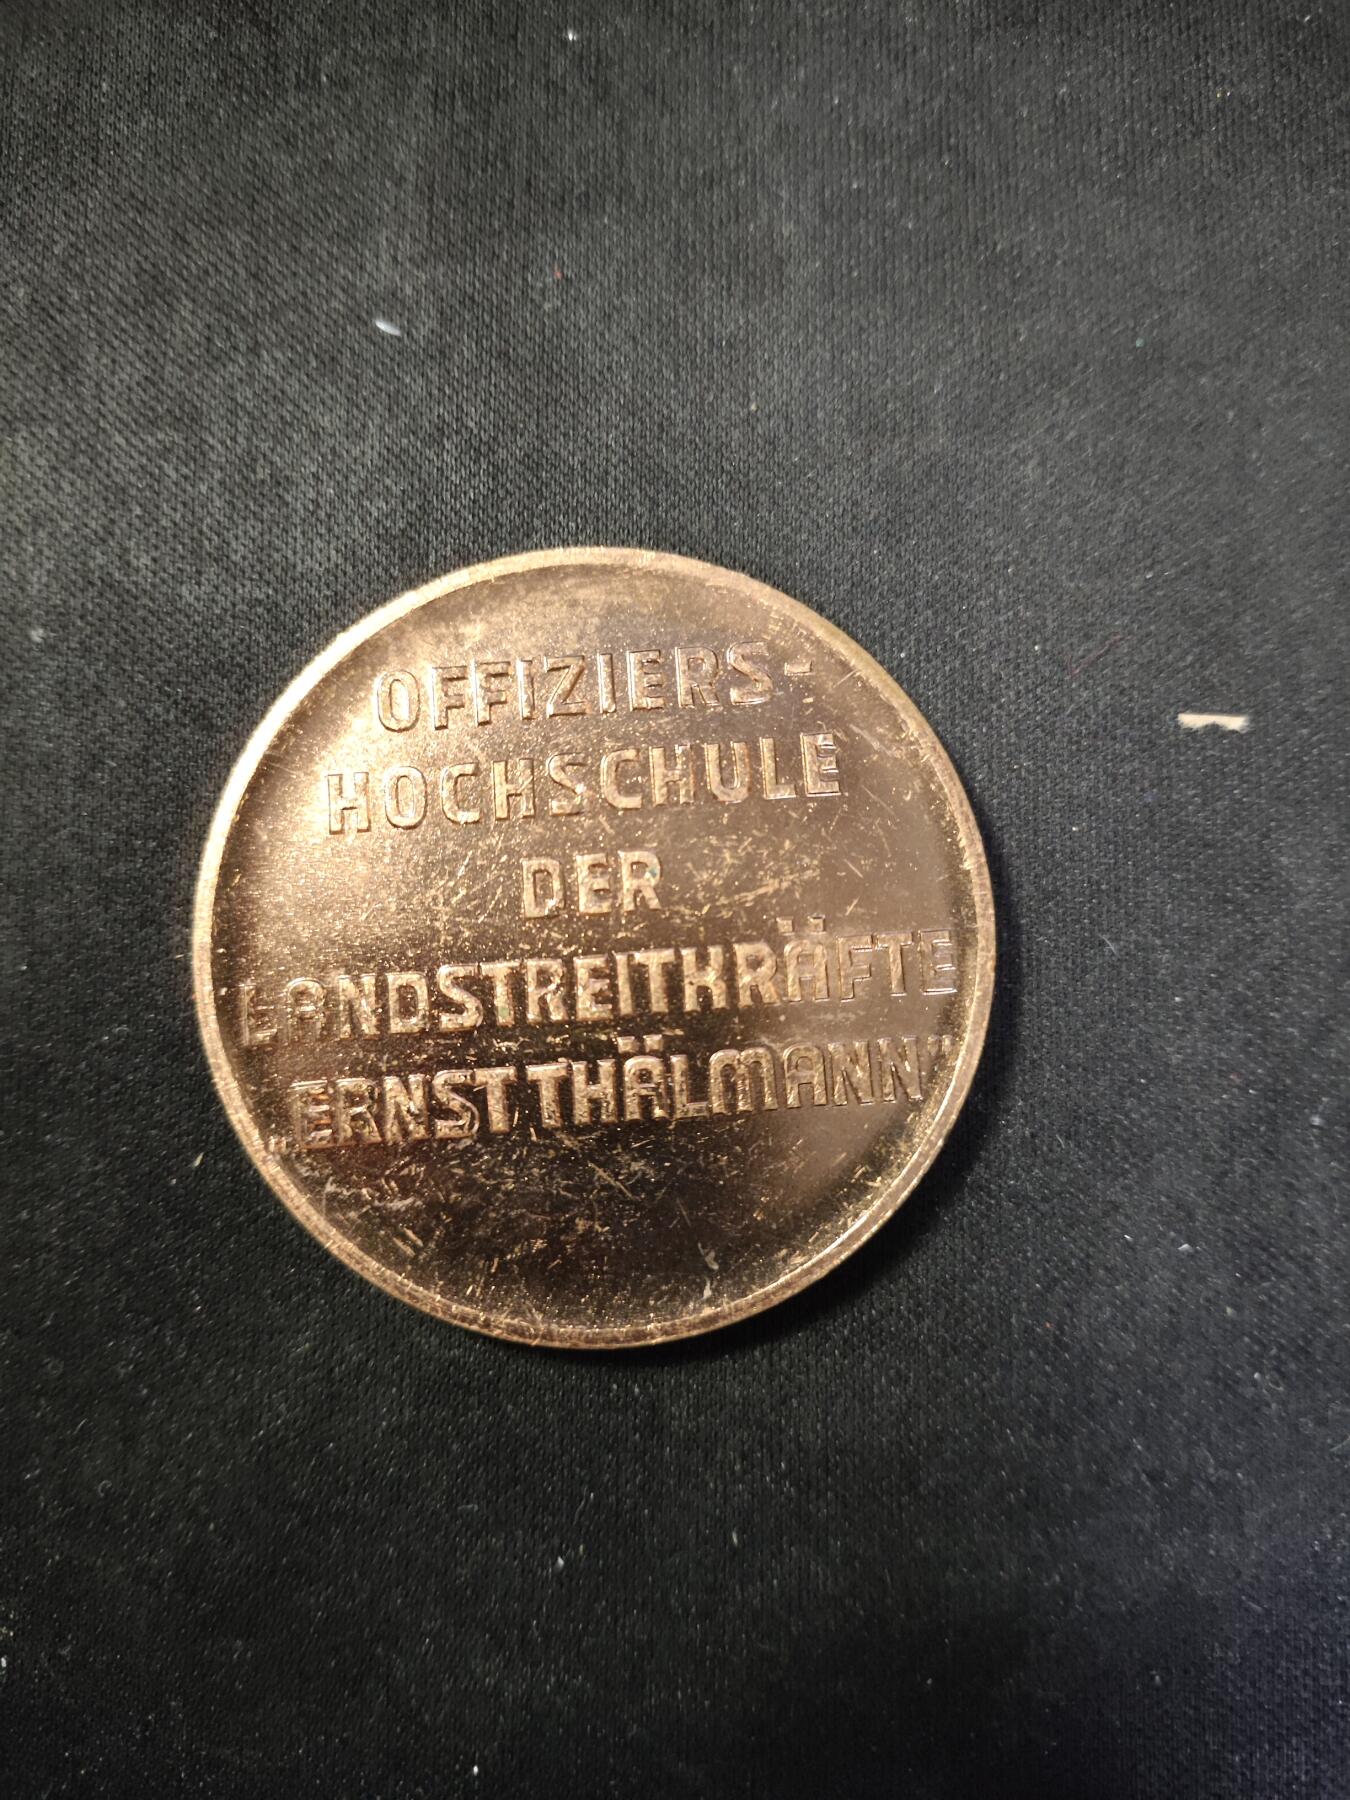 OFFIZIERS-
HOCHSCHULE
DER
LANDSTREITKRÄFTE
„ERNST THÄLMANN"